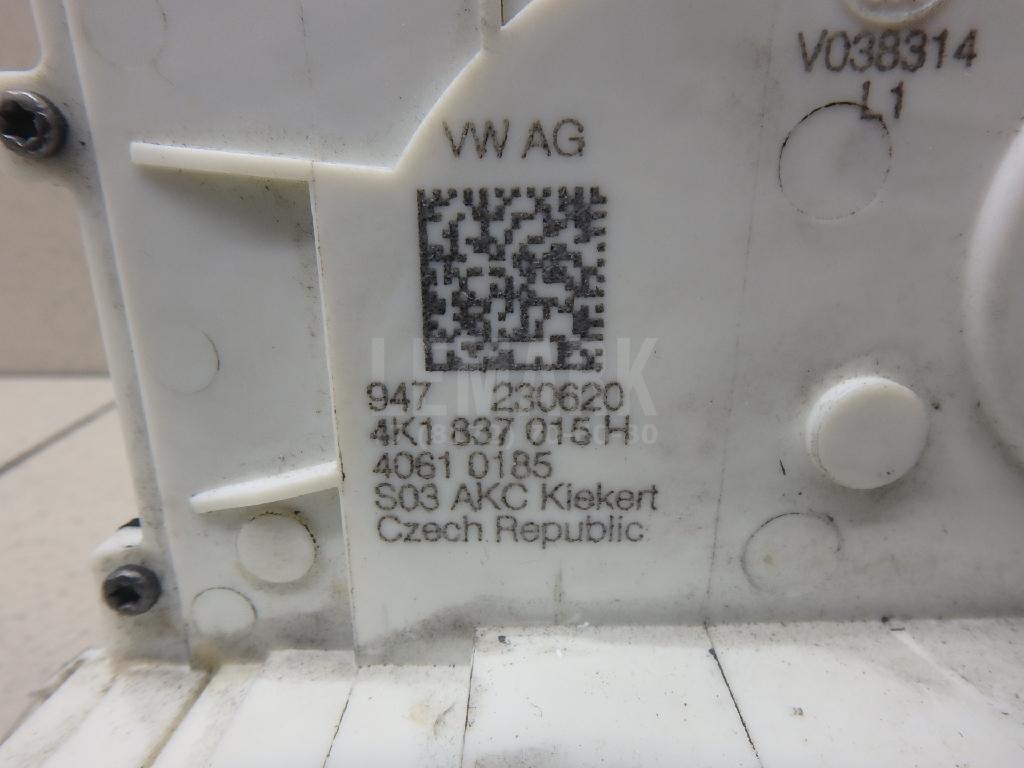 V038314
L1
VW AG
947 230620
4K1 837 015 H
4061 0185
S03 AKC Kiekert
Czech Republic